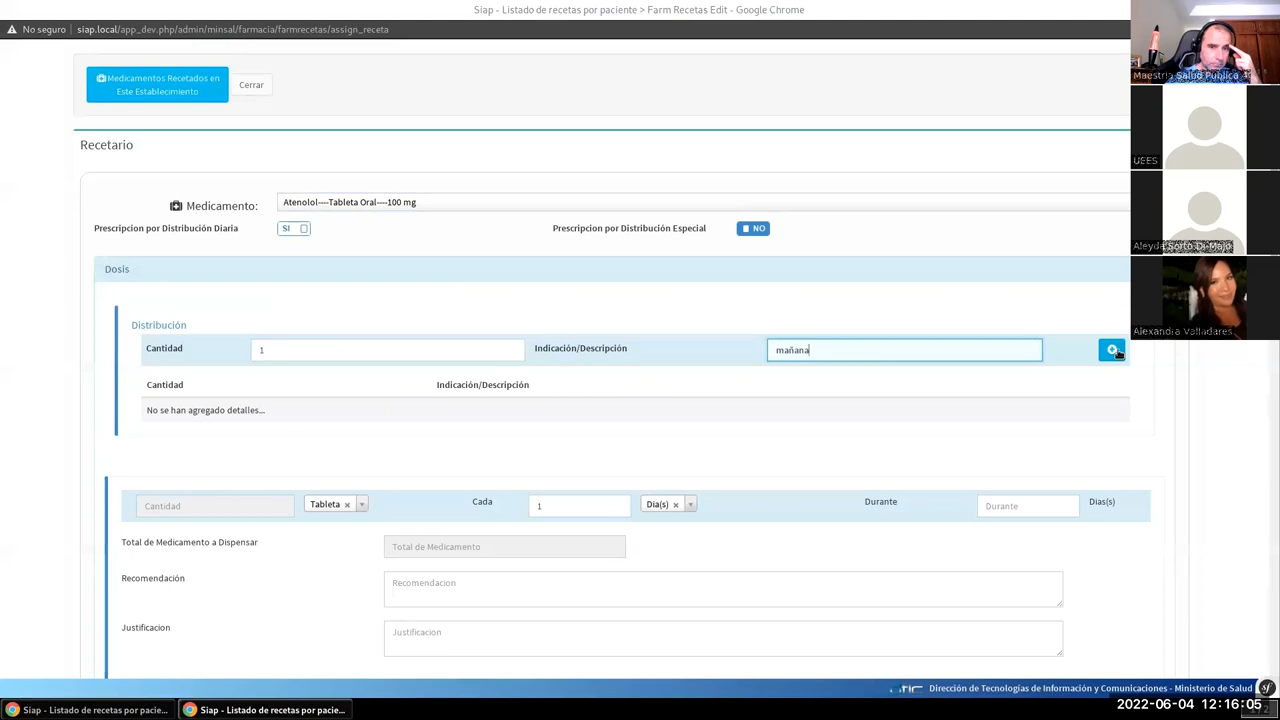 Siap - Listado de recetas por paciente > Farm Recetas Edit - Google Chrome
No seguro siap.local/app_dev.php/admin/minsal/farmacia/farmrecetas/assign_receta
Medicamentos Recetados en
Este Establecimiento
Cerrar
Maestria Salud Publica
Recetario
UEES
Medicamento: Atenolol----Tableta Oral----100 mg
Prescripcion por Distribución Diaria SI
Prescripcion por Distribución Especial NO
Aleyda Sorto Di Majo
Dosis
Distribución
Alexandra Valladares
Cantidad 1 Indicación/Descripción mañana
Cantidad Indicación/Descripción
No se han agregado detalles...
Cantidad Tableta × Cada 1 Dia(s) × Durante Durante Dias(s)
Total de Medicamento a Dispensar Total de Medicamento
Recomendación Recomendacion
Justificacion Justificacion
Dirección de Tecnologías de Información y Comunicaciones - Ministerio de Salud sf
Siap - Listado de recetas por pacie... Siap - Listado de recetas por pacie...
2022-06-04 12:16:05